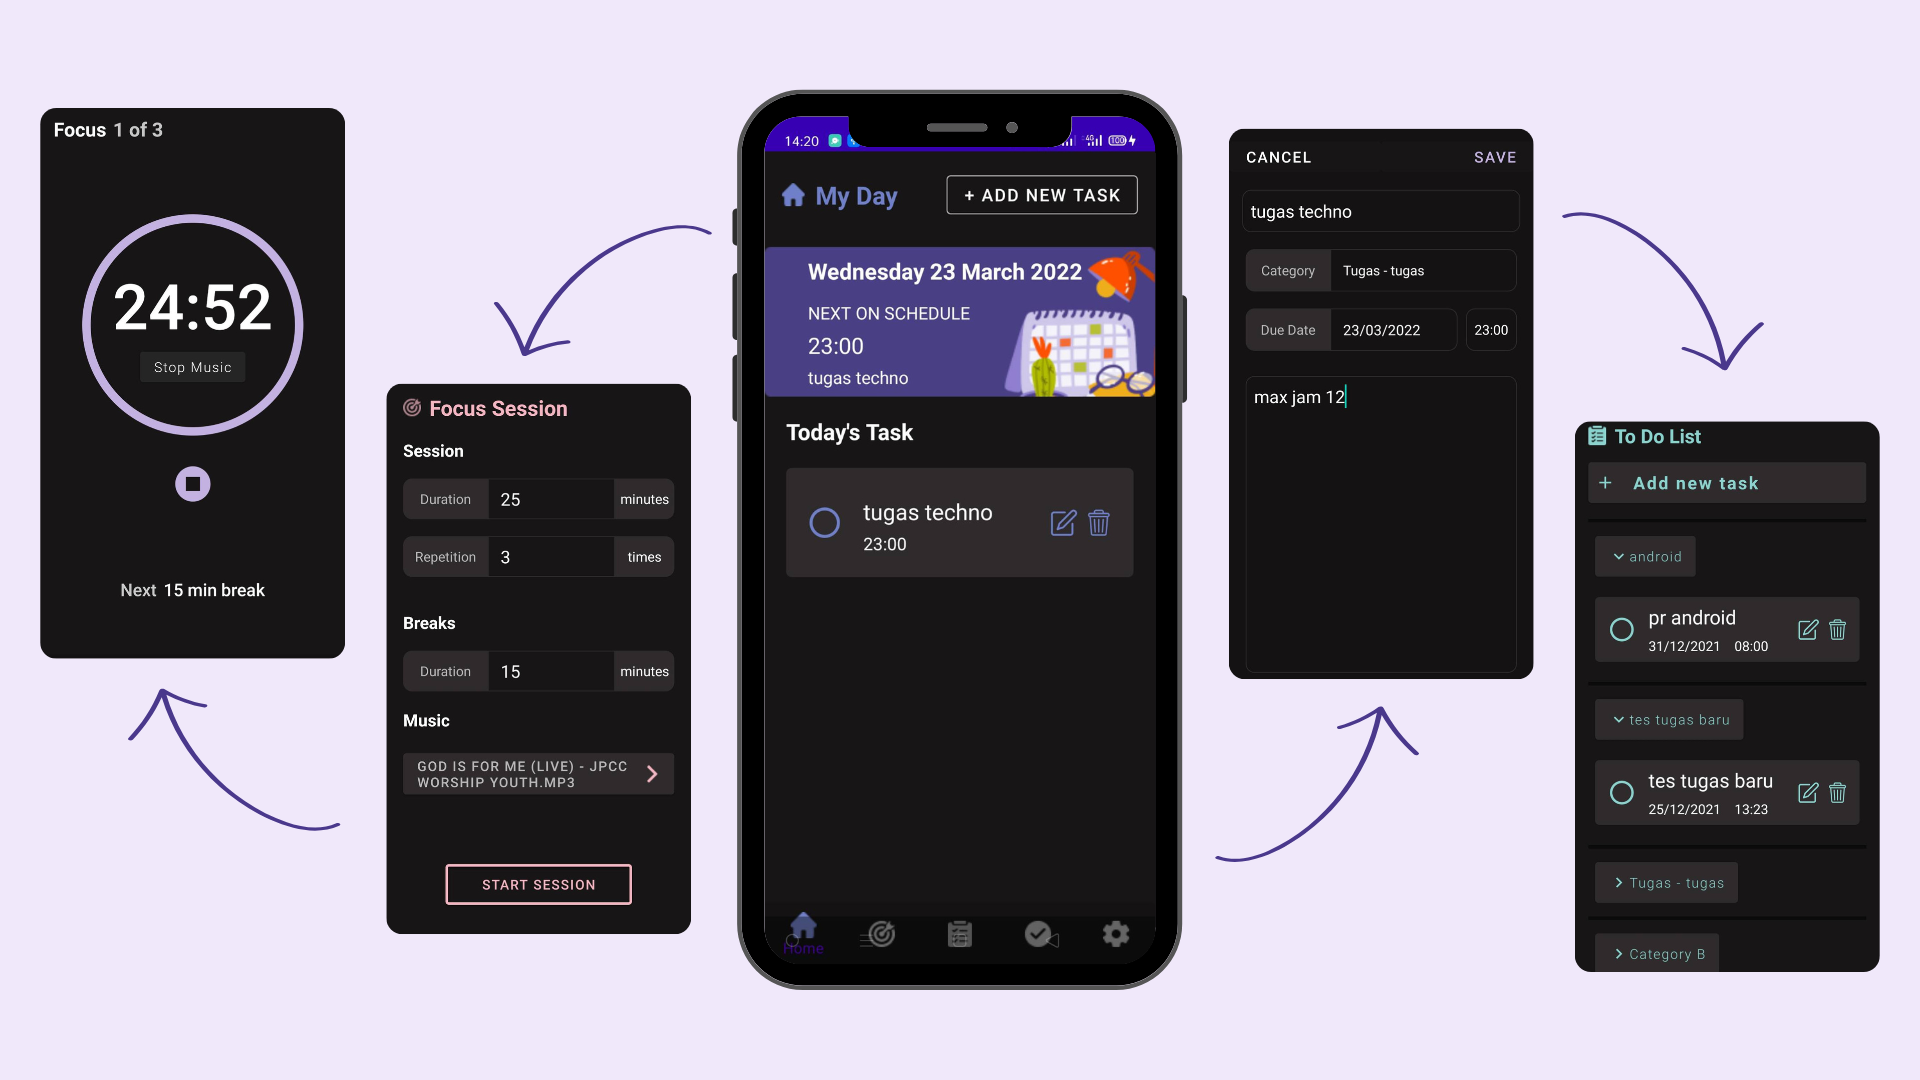 Focus 1 of 3
24:52
Stop Music
Next 15 min break
Focus Session
Session
Duration 25 minutes
Repetition 3 times
Breaks
Duration 15 minutes
Music
GOD IS FOR ME (LIVE) - JPCC
WORSHIP YOUTH.MP3
START SESSION
14:20 4G 100
My Day
+ ADD NEW TASK
Wednesday 23 March 2022
NEXT ON SCHEDULE
23:00
tugas techno
Today's Task
tugas techno
23:00
Home
CANCEL SAVE
tugas techno
Category Tugas - tugas
Due Date 23/03/2022 23:00
max jam 12
To Do List
+ Add new task
android
pr android
31/12/2021 08:00
tes tugas baru
tes tugas baru
25/12/2021 13:23
Tugas - tugas
Category B